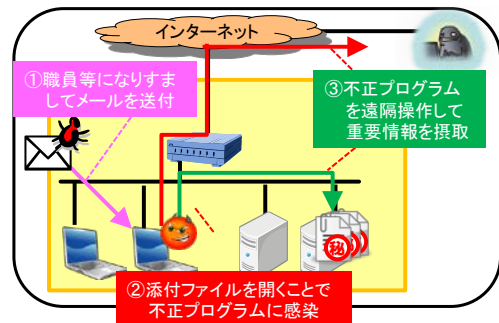 インターネット
①職員等になりすま
してメールを送付
③不正プログラム
を遠隔操作して
重要情報を摂取
㊙
②添付ファイルを開くことで
不正プログラムに感染